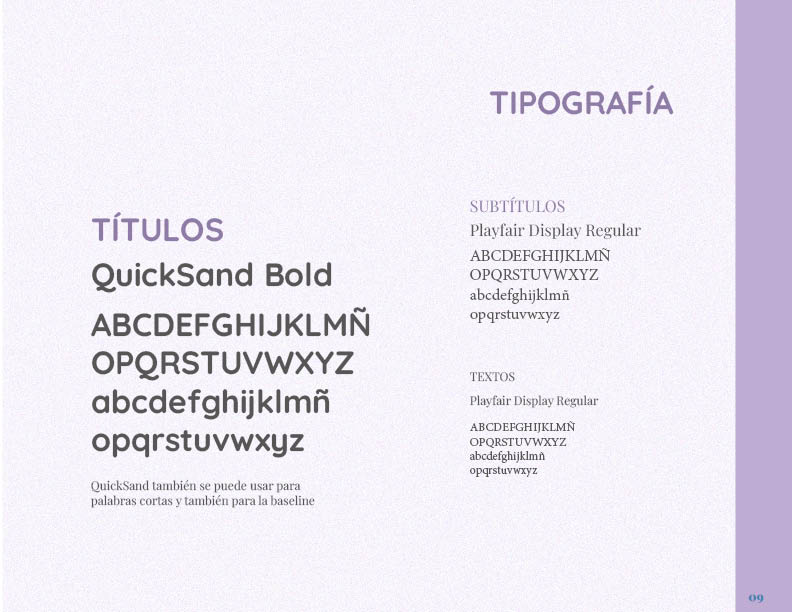 TIPOGRAFÍA
TÍTULOS
QuickSand Bold
ABCDEFGHIJKLMÑ
OPQRSTUVWXYZ
abcdefghijklmñ
opqrstuvwxyz
QuickSand también se puede usar para
palabras cortas y también para la baseline
SUBTÍTULOS
Playfair Display Regular
ABCDEFGHIJKLMÑ
OPQRSTUVWXYZ
abcdefghijklmñ
opqrstuvwxyz
TEXTOS
Playfair Display Regular
ABCDEFGHIJKLMÑ
OPQRSTUVWXYZ
abcdefghijklmñ
opqrstuvwxyz
09